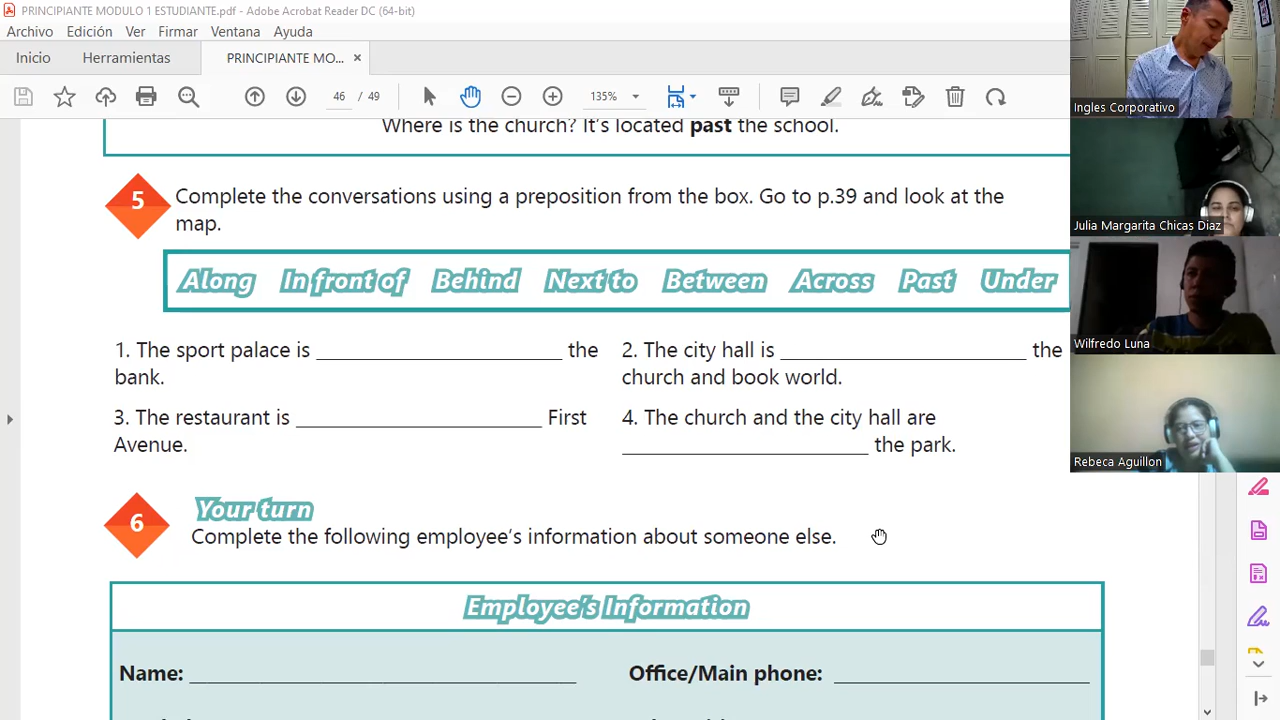 PRINCIPIANTE MODULO 1 ESTUDIANTE.pdf - Adobe Acrobat Reader DC (64-bit)
Archivo Edición Ver Firmar Ventana Ayuda
Inicio Herramientas PRINCIPIANTE MO... ×
46 / 49 135%
Where is the church? It's located past the school.
5 Complete the conversations using a preposition from the box. Go to p.39 and look at the
map.
Along In front of Behind Next to Between Across Past Under
1. The sport palace is ______________________ the
bank.
2. The city hall is ______________________ the
church and book world.
3. The restaurant is ______________________ First
Avenue.
4. The church and the city hall are
______________________ the park.
6 Your turn
Complete the following employee's information about someone else.
Employee's Information
Name: ___________________________________ Office/Main phone: _______________________
Ingles Corporativo
Julia Margarita Chicas Diaz
Wilfredo Luna
Rebeca Aguillon